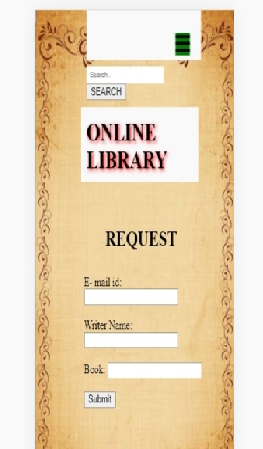 Search..
SEARCH
ONLINE
LIBRARY
REQUEST
E- mail id:
Writer Name:
Book:
Submit